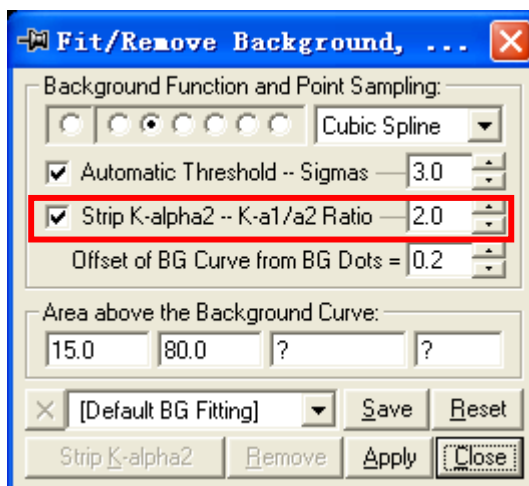 Fit/Remove Background, ...
Background Function and Point Sampling:
Cubic Spline
Automatic Threshold -- Sigmas 3.0
Strip K-alpha2 -- K-a1/a2 Ratio 2.0
Offset of BG Curve from BG Dots = 0.2
Area above the Background Curve:
15.0 80.0 ? ?
[Default BG Fitting] Save Reset
Strip K-alpha2 Remove Apply Close